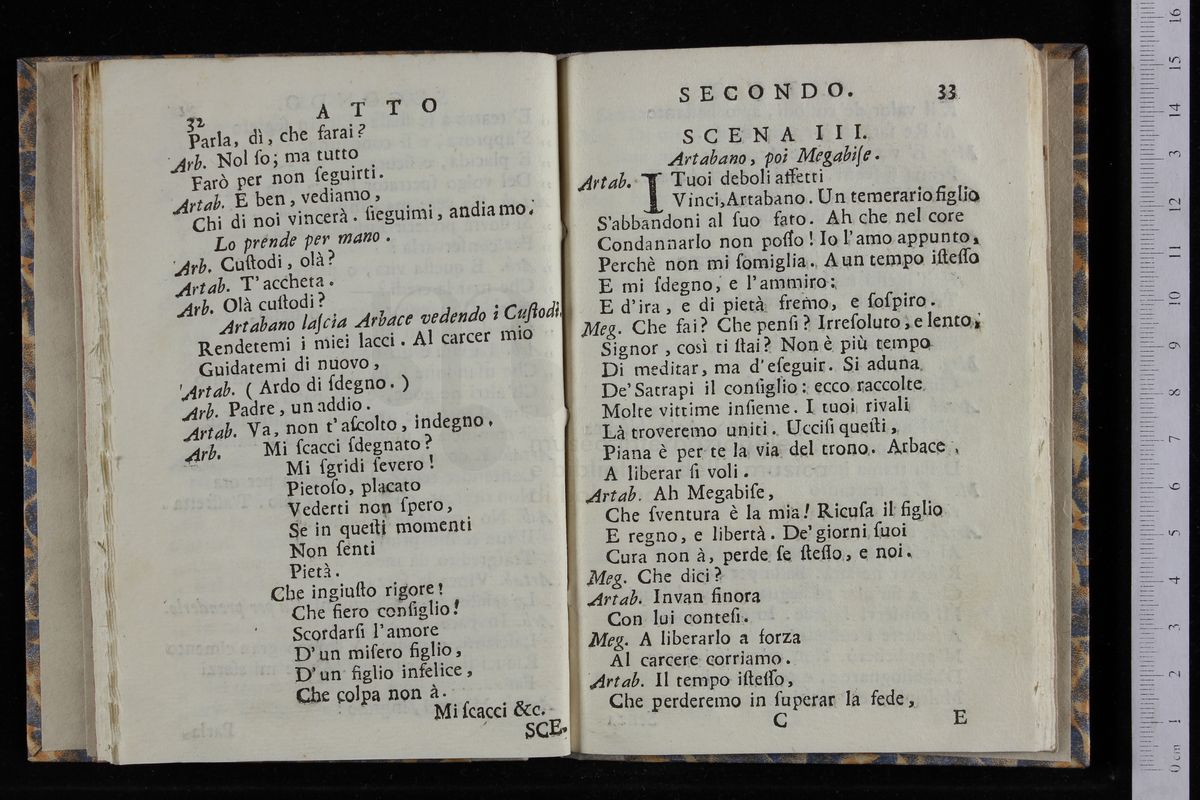 32
ATTO
Parla, dì, che farai?
Arb. Nol ſo; ma tutto
Farò per non ſeguirti.
Artab. E ben, vediamo,
Chi di noi vincerà. ſieguimi, andiamo.
Lo prende per mano.
Arb. Cuſtodi, olà?
Artab. T'accheta.
Arb. Olà cuſtodi?
Artabano laſcia Arbace vedendo i Cuſtodi.
Rendetemi i miei lacci. Al carcer mio
Guidatemi di nuovo,
Artab. (Ardo di ſdegno.)
Arb. Padre, un addio.
Artab. Va, non t'aſcolto, indegno.
Arb. Mi ſcacci ſdegnato?
Mi ſgridi ſevero!
Pietoſo, placato
Vederti non ſpero,
Se in queſti momenti
Non ſenti
Pietà.
Che ingiuſto rigore!
Che fiero conſiglio!
Scordarſi l'amore
D'un miſero figlio,
D'un figlio infelice,
Che colpa non à.
Mi ſcacci &c.
SCE-
SECONDO. 33
SCENA III.
Artabano, poi Megabiſe.
Artab. I Tuoi deboli affetti
Vinci, Artabano. Un temerario figlio
S'abbandoni al ſuo fato. Ah che nel core
Condannarlo non poſſo! Io l'amo appunto,
Perchè non mi ſomiglia. A un tempo iſteſſo
E mi ſdegno, e l'ammiro:
E d'ira, e di pietà fremo, e ſoſpiro.
Meg. Che fai? Che penſi? Irreſoluto, e lento,
Signor, così ti ſtai? Non è più tempo
Di meditar, ma d'eſeguir. Si aduna
De' Satrapi il conſiglio: ecco raccolte
Molte vittime inſieme. I tuoi rivali
Là troveremo uniti. Ucciſi queſti,
Piana è per te la via del trono. Arbace,
A liberar ſi voli.
Artab. Ah Megabiſe,
Che ſventura è la mia! Ricuſa il figlio
E regno, e libertà. De' giorni ſuoi
Cura non à, perde ſe ſteſſo, e noi.
Meg. Che dici?
Artab. Invan finora
Con lui conteſi.
Meg. A liberarlo a forza
Al carcere corriamo.
Artab. Il tempo iſteſſo,
Che perderemo in ſuperar la fede,
C E